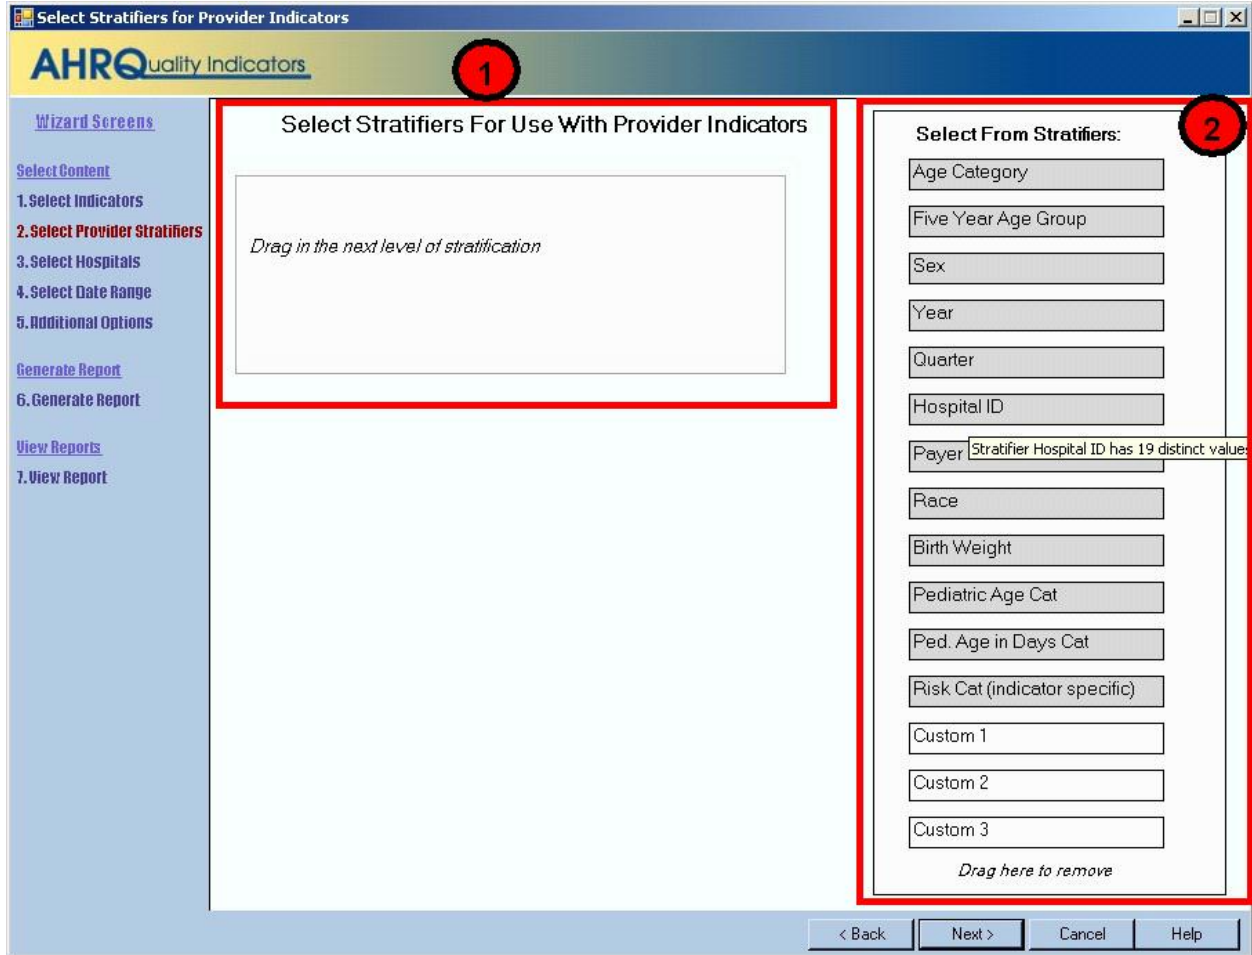 Select Stratifiers for Provider Indicators
AHRQuality Indicators
1
2
Wizard Screens
Select Content
1.Select Indicators
2.Select Provider Stratifiers
3.Select Hospitals
4.Select Date Range
5.Additional Options
Generate Report
6.Generate Report
View Reports
7.View Report
Select Stratifiers For Use With Provider Indicators
Drag in the next level of stratification
Select From Stratifiers:
Age Category
Five Year Age Group
Sex
Year
Quarter
Hospital ID
Stratifier Hospital ID has 19 distinct values
Payer
Race
Birth Weight
Pediatric Age Cat
Ped. Age in Days Cat
Risk Cat (indicator specific)
Custom 1
Custom 2
Custom 3
Drag here to remove
< Back
Next >
Cancel
Help